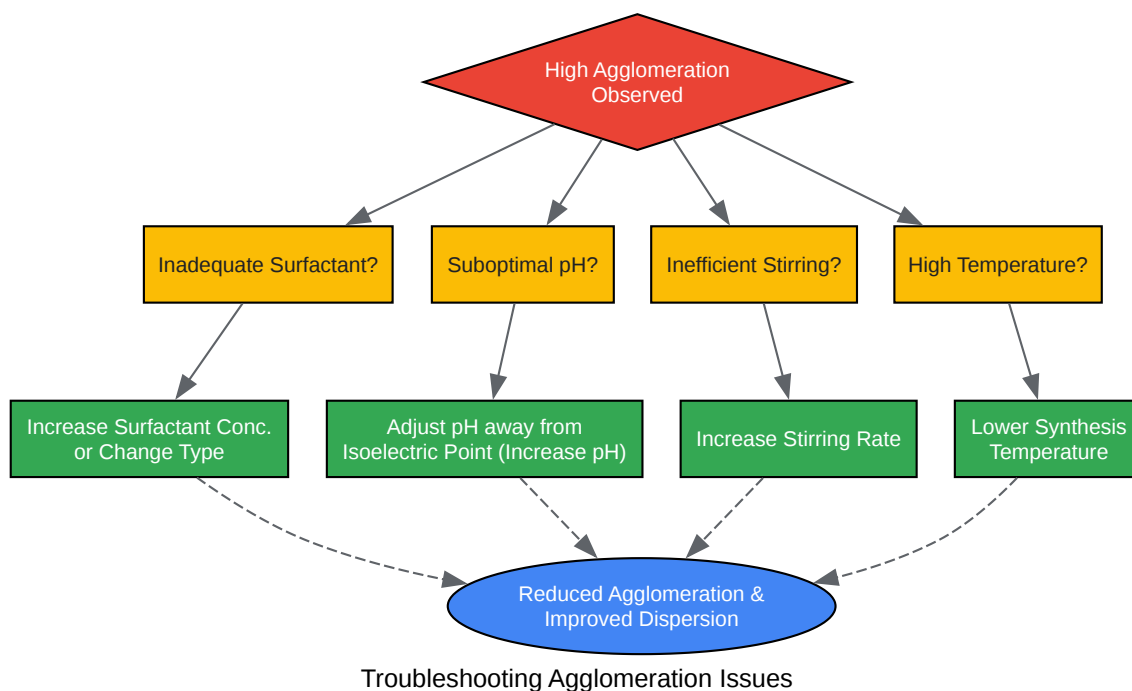 High Agglomeration
Observed
Inadequate Surfactant?
Suboptimal pH?
Inefficient Stirring?
High Temperature?
Increase Surfactant Conc.
or Change Type
Adjust pH away from
Isoelectric Point (Increase pH)
Increase Stirring Rate
Lower Synthesis
Temperature
Reduced Agglomeration &
Improved Dispersion
Troubleshooting Agglomeration Issues